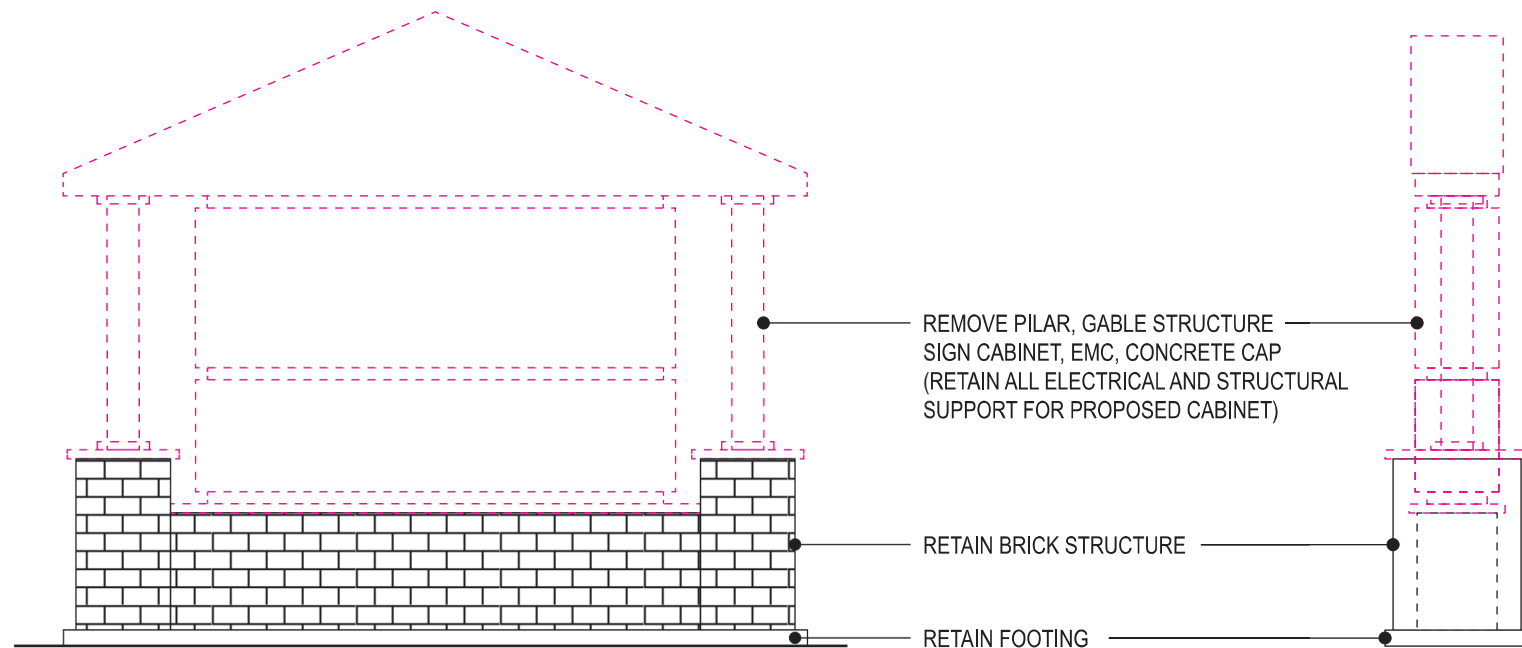 REMOVE PILAR, GABLE STRUCTURE
SIGN CABINET, EMC, CONCRETE CAP
(RETAIN ALL ELECTRICAL AND STRUCTURAL
SUPPORT FOR PROPOSED CABINET)
RETAIN BRICK STRUCTURE
RETAIN FOOTING